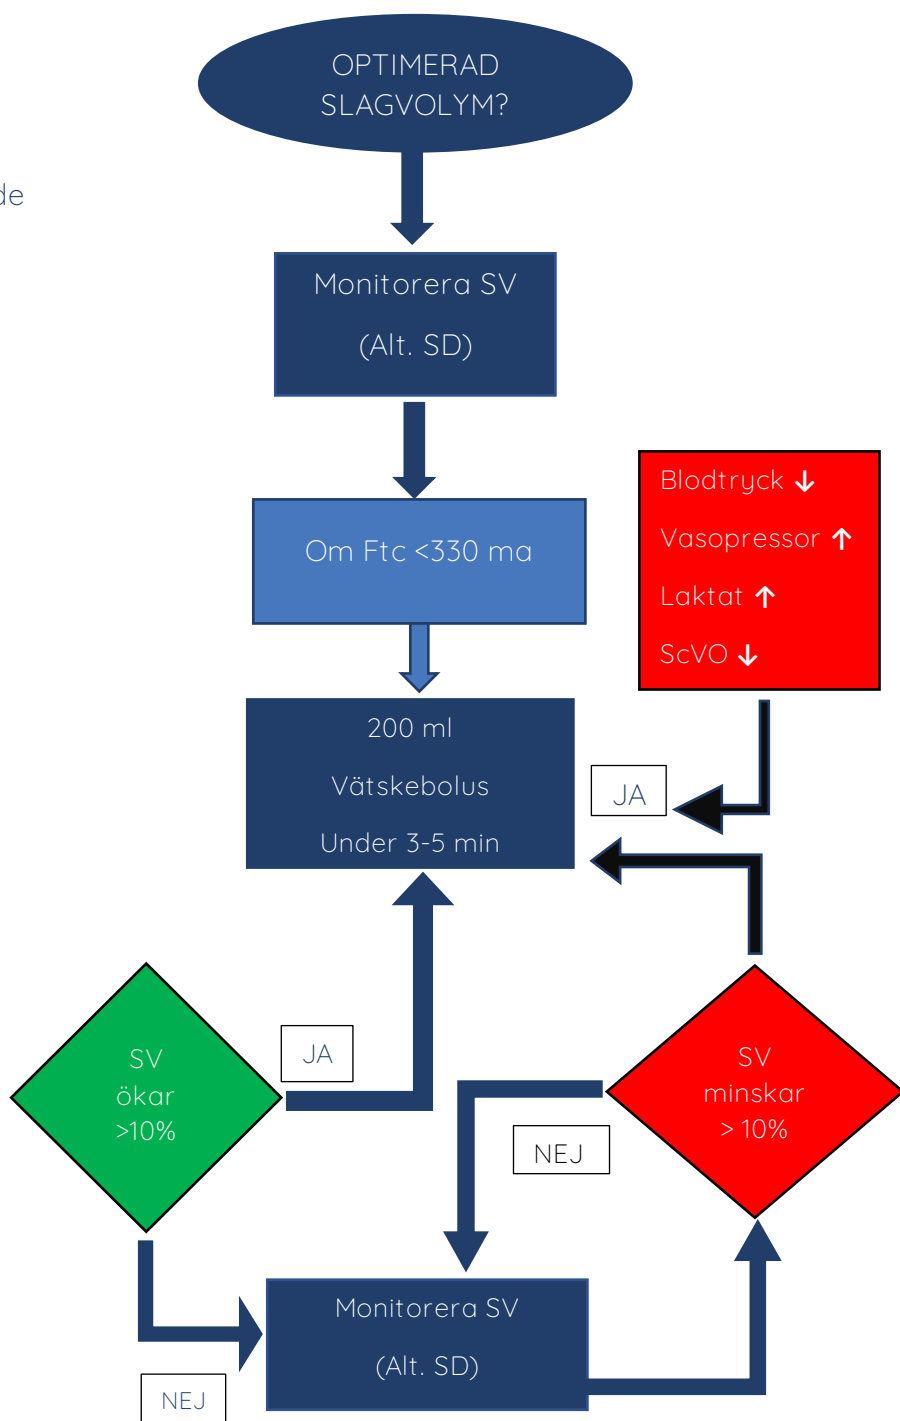 OPTIMERAD
SLAGVOLYM?
de
Monitorera SV
(Alt. SD)
Om Ftc <330 ma
Blodtryck ↓
Vasopressor ↑
Laktat ↑
ScVO ↓
200 ml
Vätskebolus
Under 3-5 min
JA
SV
ökar
>10%
JA
SV
minskar
> 10%
NEJ
Monitorera SV
(Alt. SD)
NEJ